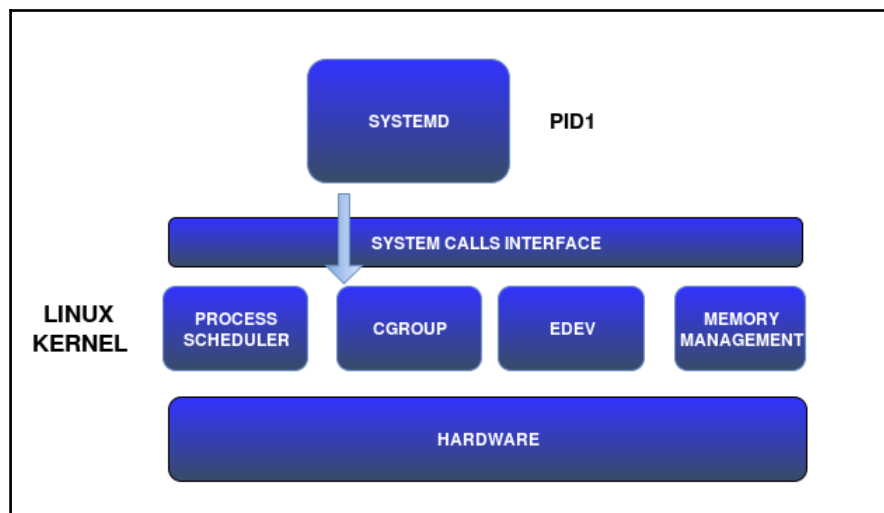 SYSTEMD
PID1
SYSTEM CALLS INTERFACE
LINUX
KERNEL
PROCESS
SCHEDULER
CGROUP
EDEV
MEMORY
MANAGEMENT
HARDWARE